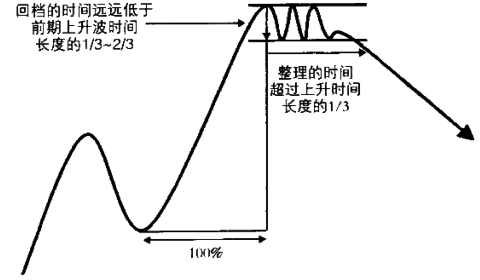 回档的时间远远低于
前期上升波时间
长度的1/3~2/3
整理的时间
超过上升时间
长度的1/3
100%